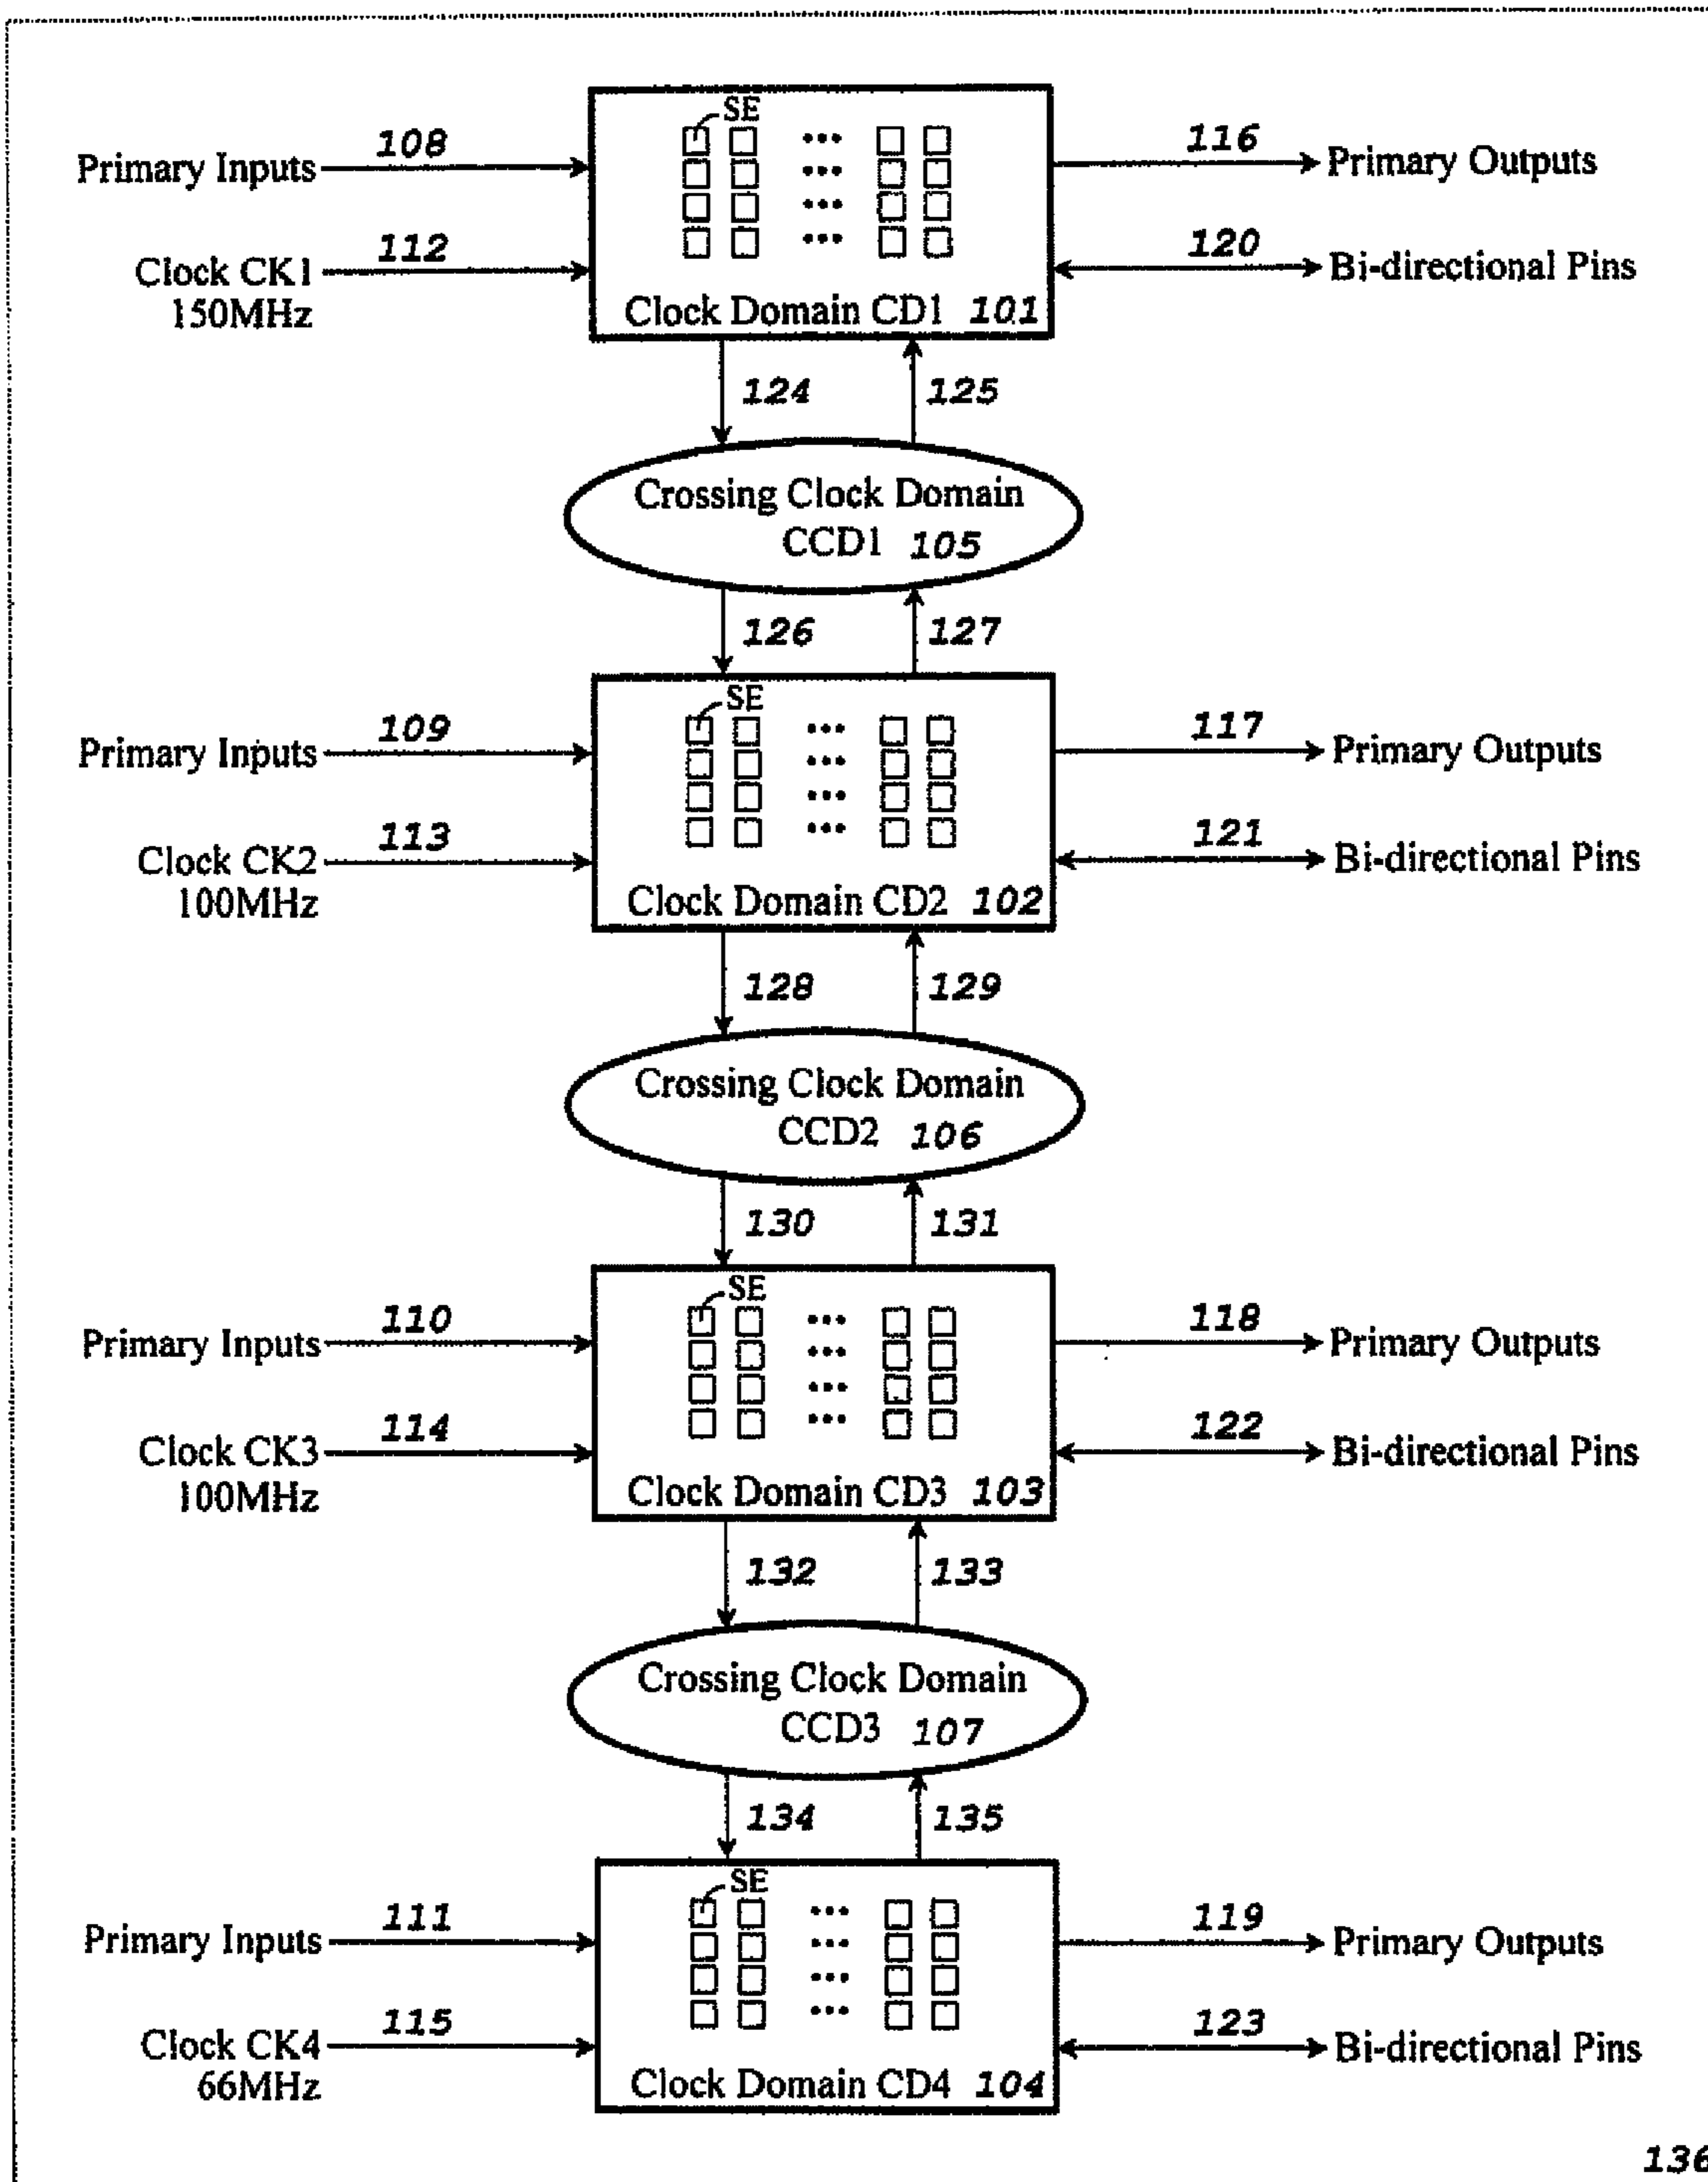 SE
108
116
Primary Inputs
Primary Outputs
112
120
Clock CK1
150MHz
Bi-directional Pins
Clock Domain CD1 101
124
125
Crossing Clock Domain
CCD1 105
126
127
SE
109
117
Primary Inputs
Primary Outputs
113
121
Clock CK2
100MHz
Bi-directional Pins
Clock Domain CD2 102
128
129
Crossing Clock Domain
CCD2 106
130
131
SE
110
118
Primary Inputs
Primary Outputs
114
122
Clock CK3
100MHz
Bi-directional Pins
Clock Domain CD3 103
132
133
Crossing Clock Domain
CCD3 107
134
135
SE
111
119
Primary Inputs
Primary Outputs
115
123
Clock CK4
66MHz
Bi-directional Pins
Clock Domain CD4 104
136